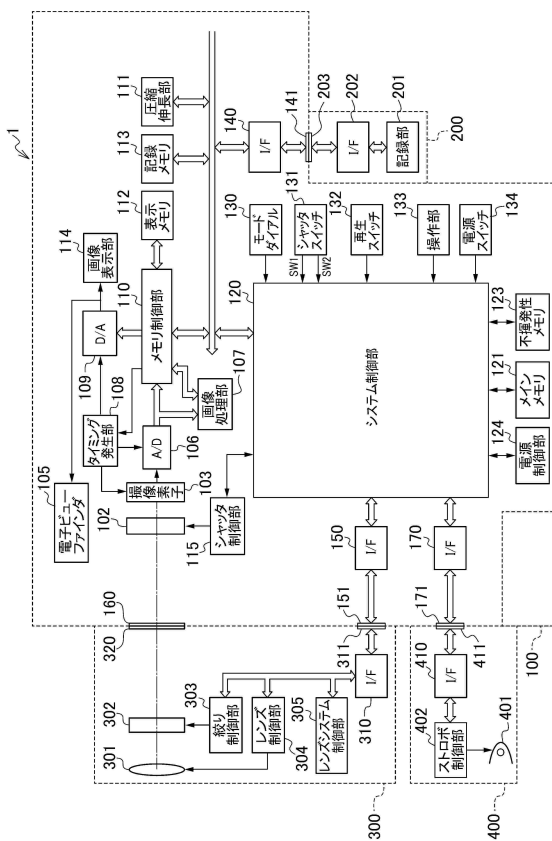 1
105
電子ビュー
ファインダ
114
画像
表示部
108
タイミング
発生部
109
D/A
110
メモリ制御部
112
表示
メモリ
113
記録
メモリ
111
圧縮
伸長部
102
103
撮像素子
106
A/D
107
画像
処理部
115
シャッタ
制御部
160
320
302
301
303
絞り
制御部
レンズ
制御部
304
305
レンズシステム
制御部
310
I/F
311
151
150
I/F
120
システム制御部
130
モード
ダイアル
131
シャッタ
スイッチ
SW1
SW2
132
再生
スイッチ
133
操作部
134
電源
スイッチ
140
I/F
141
203
202
I/F
201
記録部
200
124
電源
制御部
121
メイン
メモリ
123
不揮発性
メモリ
170
I/F
171
411
410
I/F
402
ストロボ
制御部
401
300
400
100